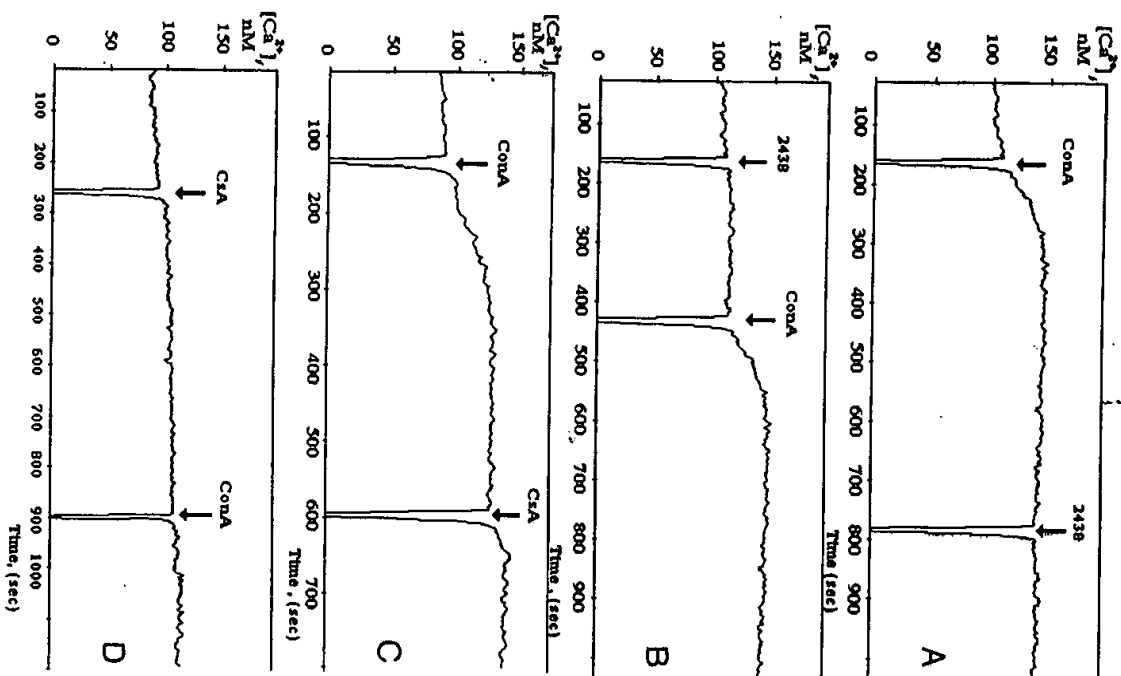 [Ca²⁺],
nM
150
100
50
0
ConA
2438
A
100 200 300 400 500 600 700 800 900
Time (sec)
[Ca²⁺],
nM
150
100
50
0
2438
ConA
B
100 200 300 400 500 600 700 800 900
Time , (sec)
[Ca²⁺],
nM
150
100
50
0
ConA
CsA
C
100 200 300 400 500 600 700
Time , (sec)
[Ca²⁺],
nM
150
100
50
0
CsA
ConA
D
100 200 300 400 500 600 700 800 900 1000
Time, (sec)